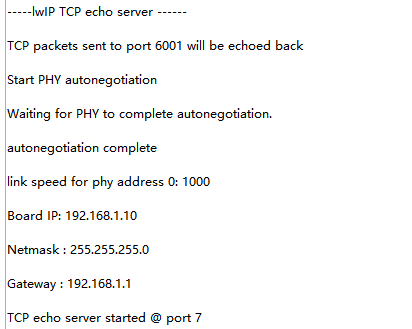 -----lwIP TCP echo server ------
TCP packets sent to port 6001 will be echoed back
Start PHY autonegotiation
Waiting for PHY to complete autonegotiation.
autonegotiation complete
link speed for phy address 0: 1000
Board IP: 192.168.1.10
Netmask : 255.255.255.0
Gateway : 192.168.1.1
TCP echo server started @ port 7